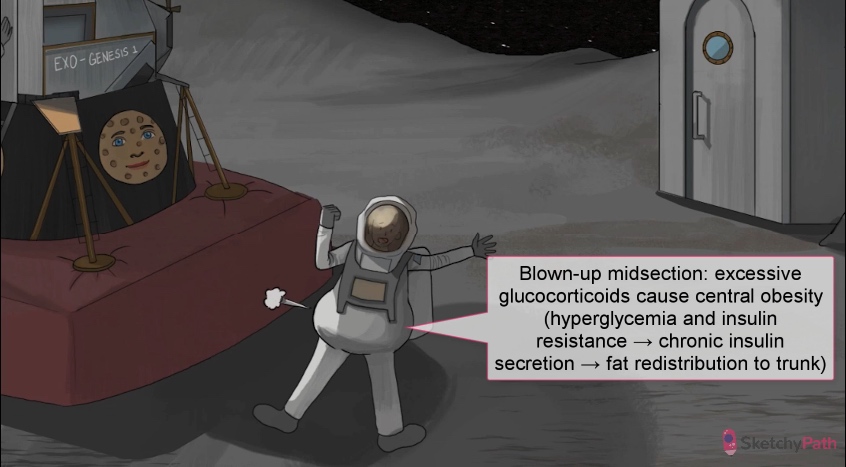 EXO-GENESIS 1
Blown-up midsection: excessive
glucocorticoids cause central obesity
(hyperglycemia and insulin
resistance → chronic insulin
secretion → fat redistribution to trunk)
SketchyPath